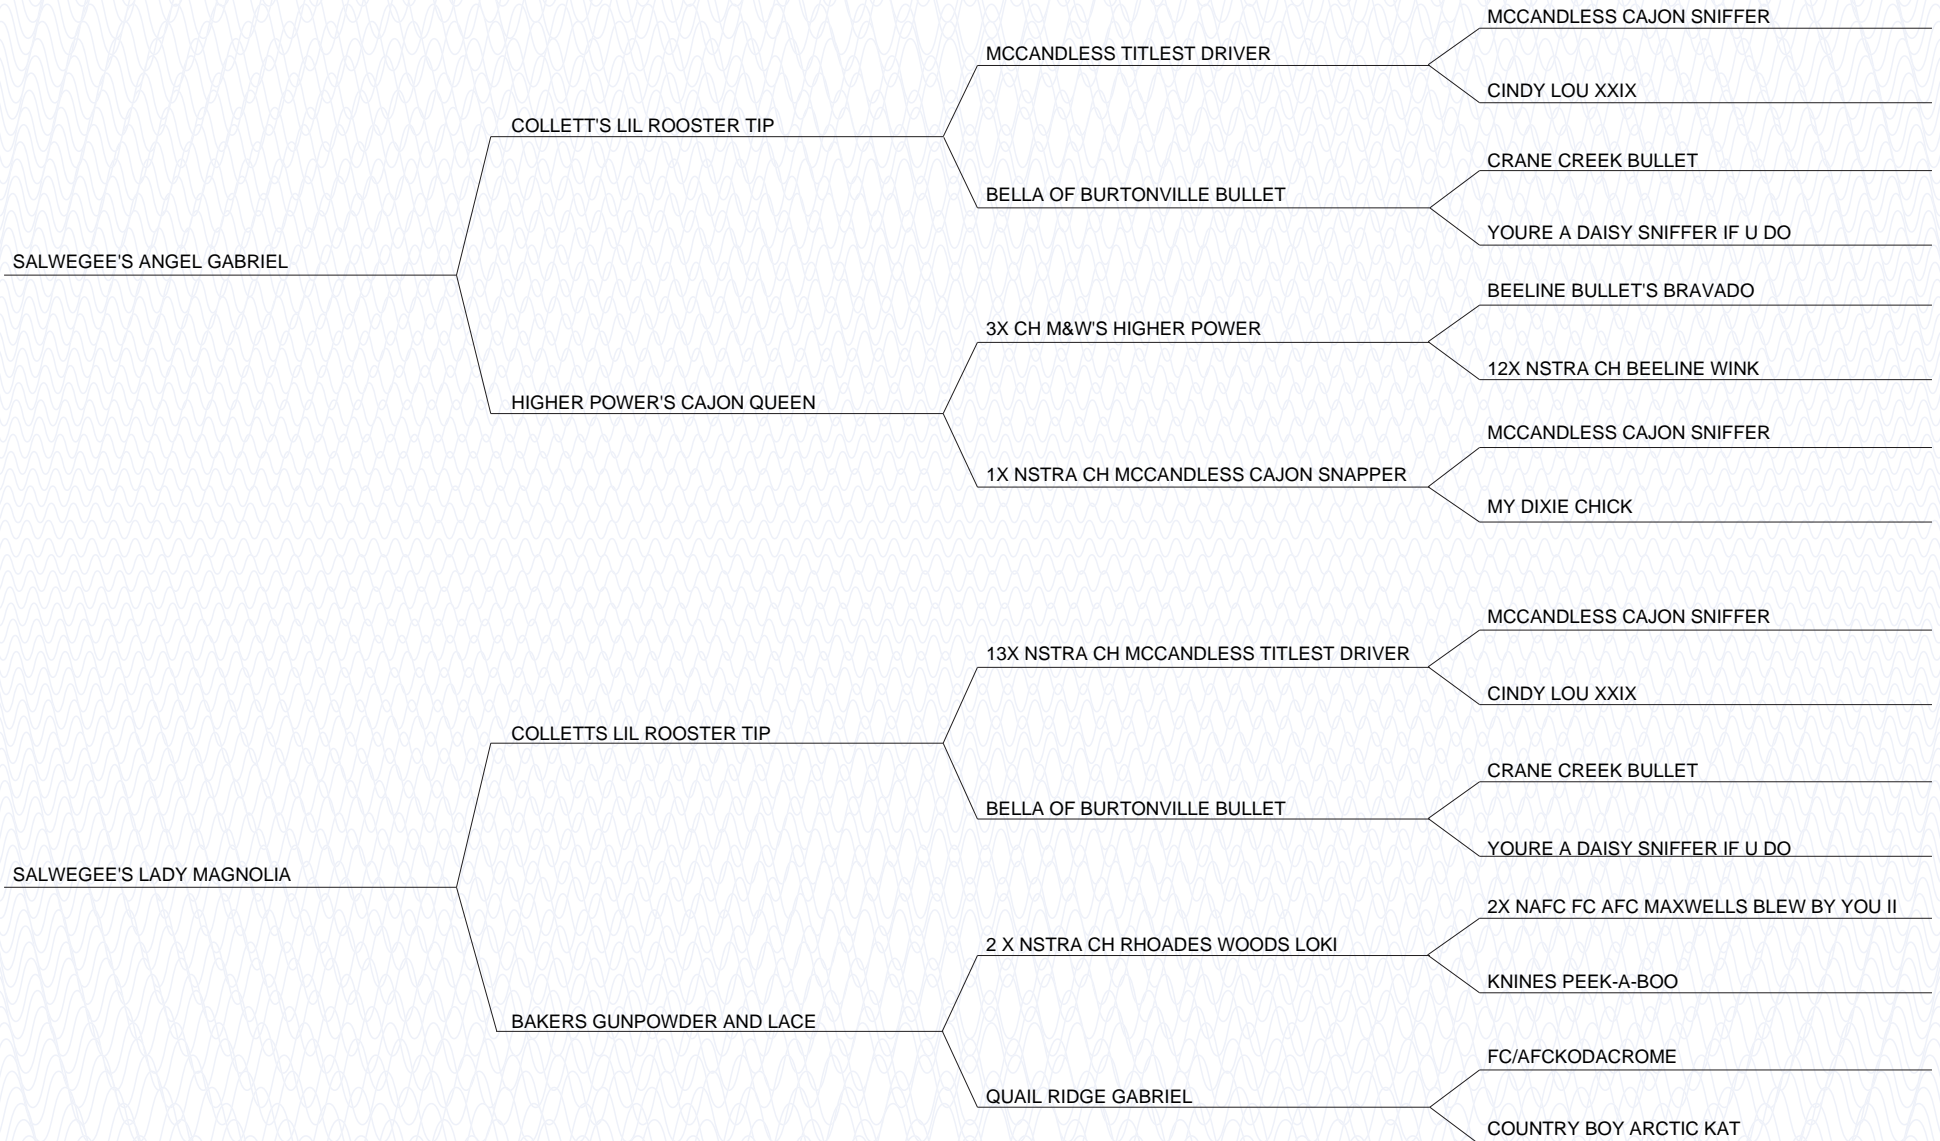 MCCANDLESS CAJON SNIFFER
MCCANDLESS TITLEST DRIVER
CINDY LOU XXIX
COLLETT'S LIL ROOSTER TIP
CRANE CREEK BULLET
BELLA OF BURTONVILLE BULLET
YOURE A DAISY SNIFFER IF U DO
SALWEGEE'S ANGEL GABRIEL
BEELINE BULLET'S BRAVADO
3X CH M&W'S HIGHER POWER
12X NSTRA CH BEELINE WINK
HIGHER POWER'S CAJON QUEEN
MCCANDLESS CAJON SNIFFER
1X NSTRA CH MCCANDLESS CAJON SNAPPER
MY DIXIE CHICK
MCCANDLESS CAJON SNIFFER
13X NSTRA CH MCCANDLESS TITLEST DRIVER
CINDY LOU XXIX
COLLETTS LIL ROOSTER TIP
CRANE CREEK BULLET
BELLA OF BURTONVILLE BULLET
YOURE A DAISY SNIFFER IF U DO
SALWEGEE'S LADY MAGNOLIA
2X NAFC FC AFC MAXWELLS BLEW BY YOU II
2 X NSTRA CH RHOADES WOODS LOKI
KNINES PEEK-A-BOO
BAKERS GUNPOWDER AND LACE
FC/AFCKODACROME
QUAIL RIDGE GABRIEL
COUNTRY BOY ARCTIC KAT